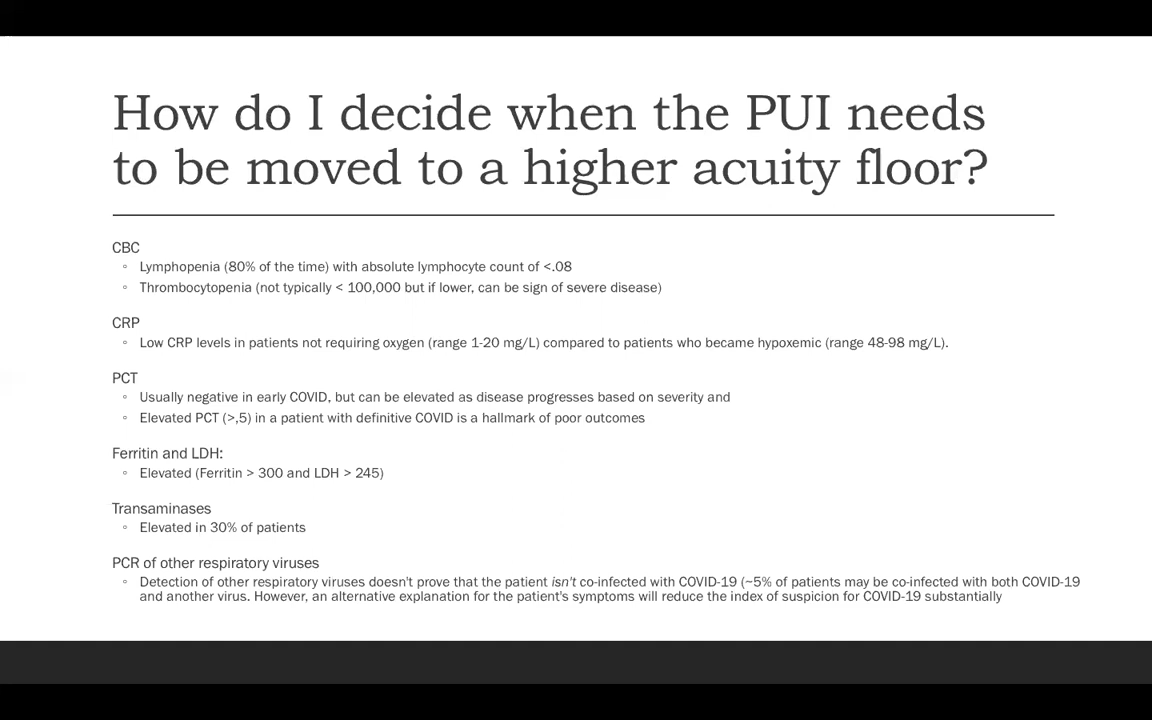 How do I decide when the PUI needs
to be moved to a higher acuity floor?
CBC
◦ Lymphopenia (80% of the time) with absolute lymphocyte count of <.08
◦ Thrombocytopenia (not typically < 100,000 but if lower, can be sign of severe disease)
CRP
◦ Low CRP levels in patients not requiring oxygen (range 1-20 mg/L) compared to patients who became hypoxemic (range 48-98 mg/L).
PCT
◦ Usually negative in early COVID, but can be elevated as disease progresses based on severity and
◦ Elevated PCT (>,5) in a patient with definitive COVID is a hallmark of poor outcomes
Ferritin and LDH:
◦ Elevated (Ferritin > 300 and LDH > 245)
Transaminases
◦ Elevated in 30% of patients
PCR of other respiratory viruses
◦ Detection of other respiratory viruses doesn't prove that the patient isn't co-infected with COVID-19 (~5% of patients may be co-infected with both COVID-19
and another virus. However, an alternative explanation for the patient's symptoms will reduce the index of suspicion for COVID-19 substantially